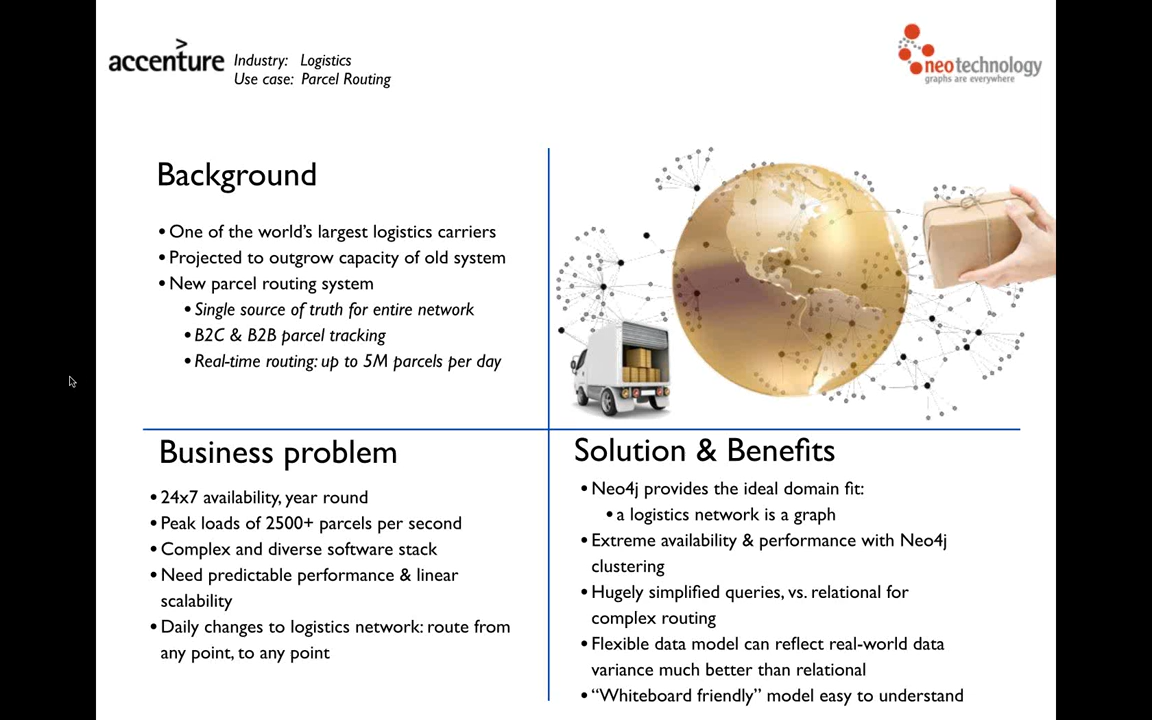 accenture
Industry: Logistics
Use case: Parcel Routing
neotechnology
graphs are everywhere
Background
• One of the world’s largest logistics carriers
• Projected to outgrow capacity of old system
• New parcel routing system
• Single source of truth for entire network
• B2C & B2B parcel tracking
• Real-time routing: up to 5M parcels per day
Business problem
• 24x7 availability, year round
• Peak loads of 2500+ parcels per second
• Complex and diverse software stack
• Need predictable performance & linear
scalability
• Daily changes to logistics network: route from
any point, to any point
Solution & Benefits
• Neo4j provides the ideal domain fit:
• a logistics network is a graph
• Extreme availability & performance with Neo4j
clustering
• Hugely simplified queries, vs. relational for
complex routing
• Flexible data model can reflect real-world data
variance much better than relational
• “Whiteboard friendly” model easy to understand